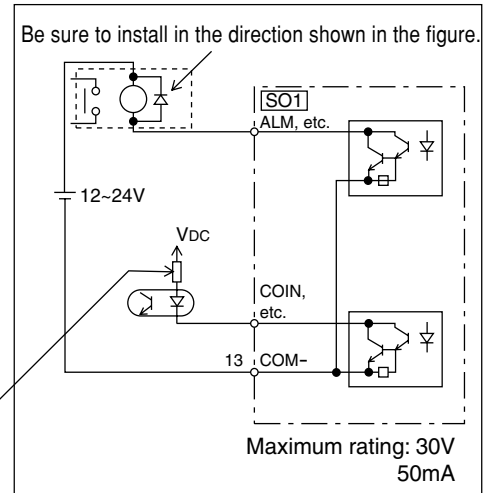 Be sure to install in the direction shown in the figure.
SO1
ALM, etc.
12~24V
VDC
COIN,
etc.
13 COM-
Maximum rating: 30V
50mA